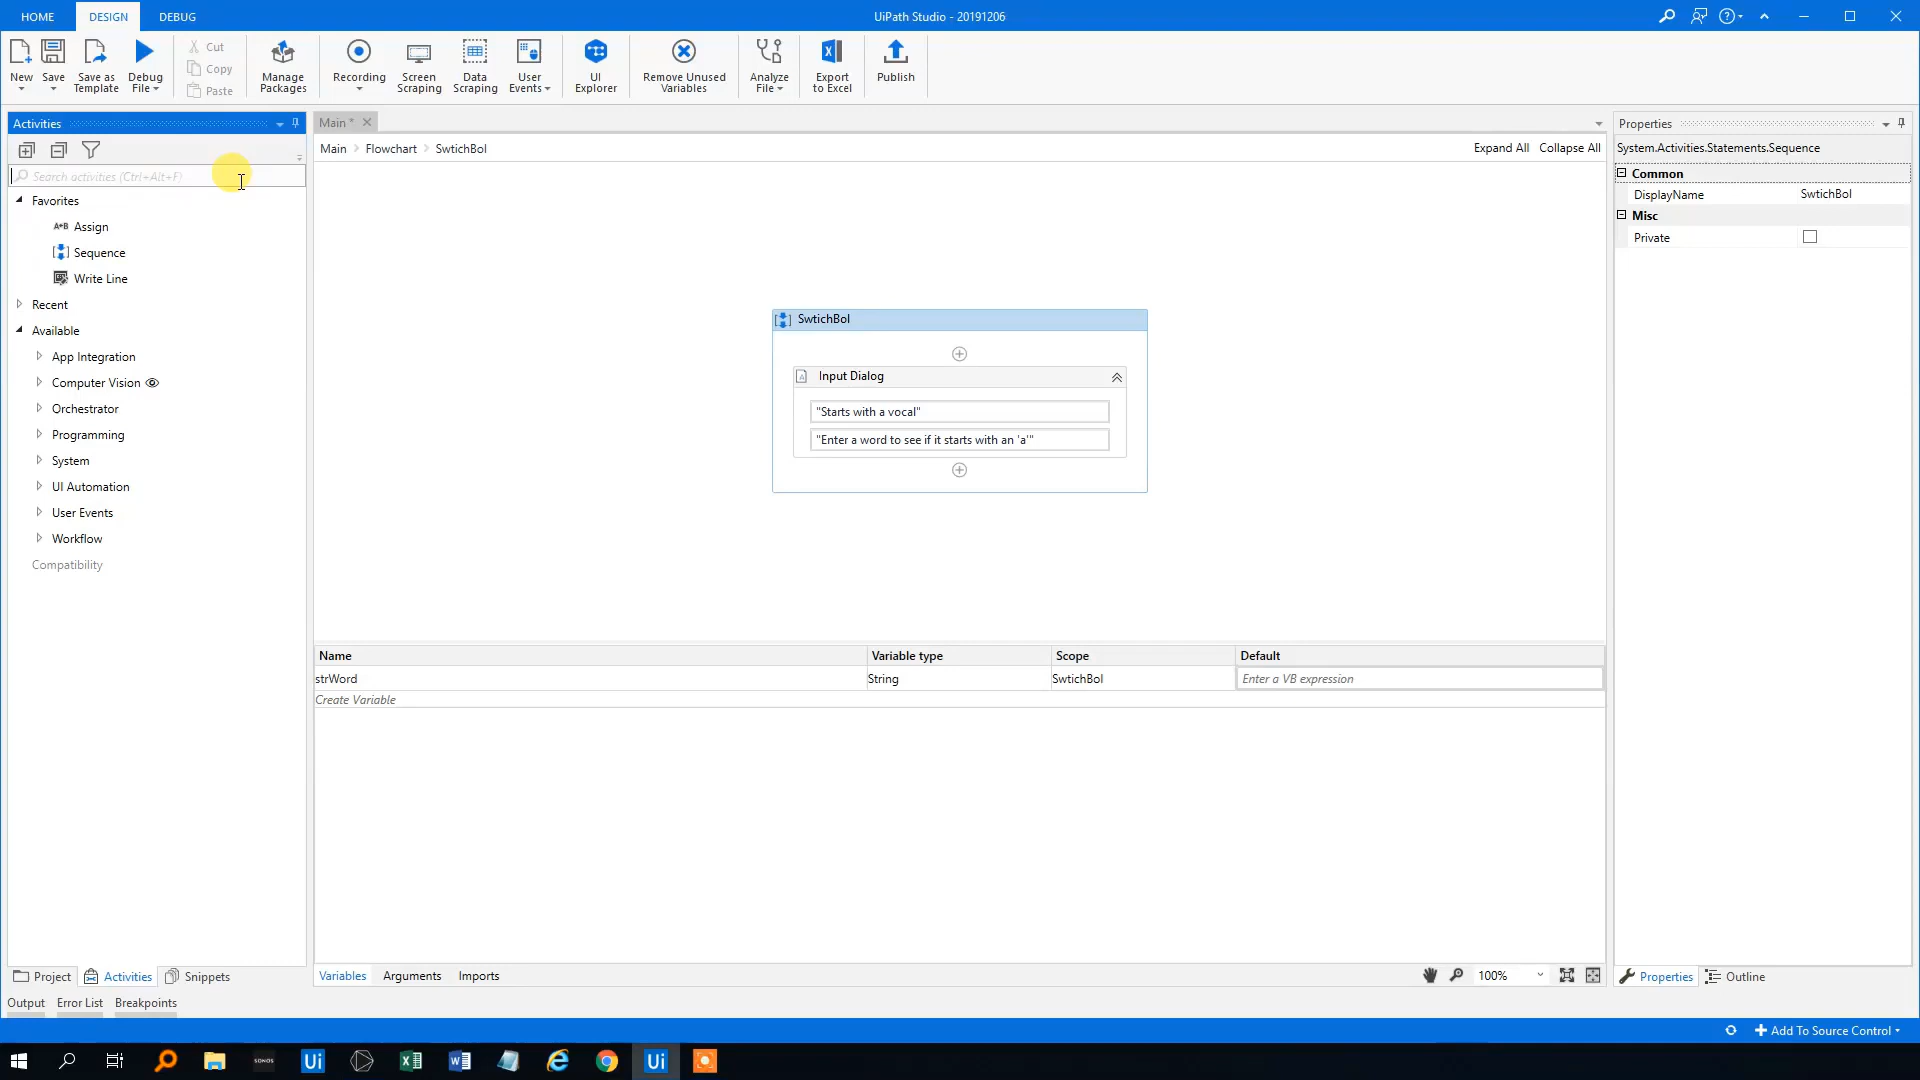 HOME DESIGN DEBUG UiPath Studio - 20191206
New Save Save as Template Debug File Cut Copy Paste Manage Packages Recording Screen Scraping Data Scraping User Events UI Explorer Remove Unused Variables Analyze File Export to Excel Publish
Activities
Search activities (Ctrl+Alt+F)
Favorites
Assign
Sequence
Write Line
Recent
Available
App Integration
Computer Vision
Orchestrator
Programming
System
UI Automation
User Events
Workflow
Compatibility
Project Activities Snippets
Main *
Main Flowchart SwtichBol Expand All Collapse All
SwtichBol
Input Dialog
"Starts with a vocal"
"Enter a word to see if it starts with an 'a'"
Name Variable type Scope Default
strWord String SwtichBol Enter a VB expression
Create Variable
Variables Arguments Imports 100%
Properties
System.Activities.Statements.Sequence
Common
DisplayName SwtichBol
Misc
Private
Properties Outline
Output Error List Breakpoints
Add To Source Control
SONOS Ui Ui